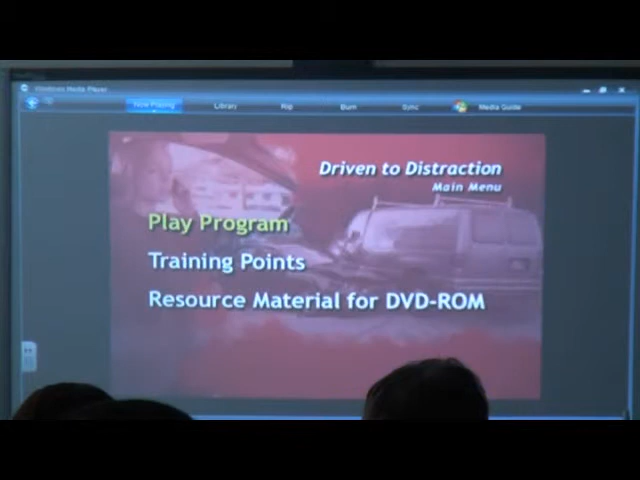 Windows Media Player
Now Playing Library Rip Burn Sync Media Guide
Driven to Distraction
Main Menu
Play Program
Training Points
Resource Material for DVD-ROM